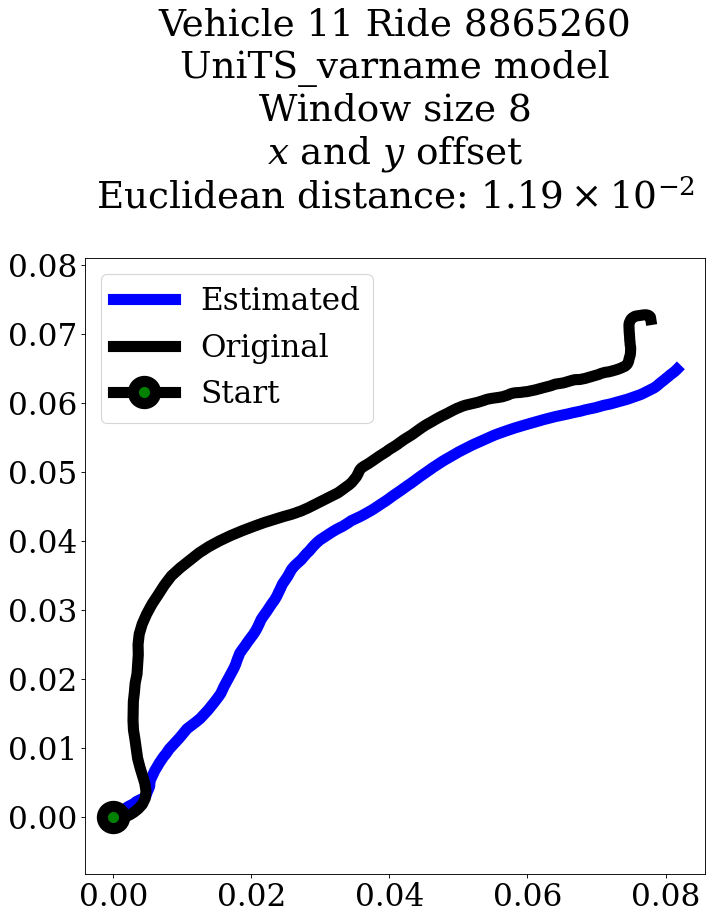 Vehicle 11 Ride 8865260
UniTS_varname model
Window size 8
x and y offset
Euclidean distance: 1.19 × 10⁻²
0.08
0.07
0.06
0.05
0.04
0.03
0.02
0.01
0.00
Estimated
Original
Start
0.00 0.02 0.04 0.06 0.08